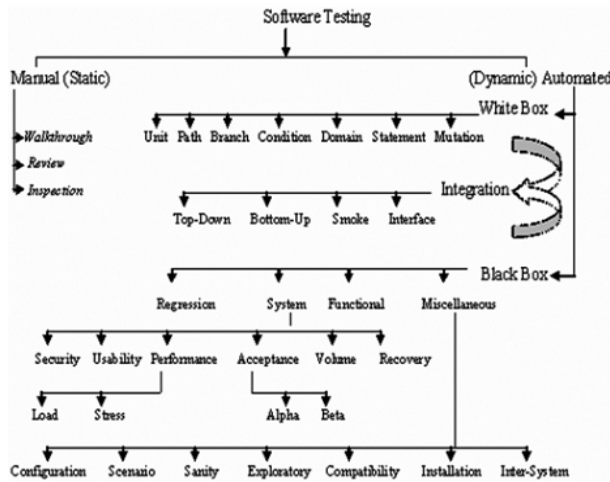 Software Testing
Manual (Static)
(Dynamic) Automated
White Box
Walkthrough
Review
Inspection
Unit Path Branch Condition Domain Statement Mutation
Integration
Top-Down Bottom-Up Smoke Interface
Black Box
Regression System Functional Miscellaneous
Security Usability Performance Acceptance Volume Recovery
Load Stress Alpha Beta
Configuration Scenario Sanity Exploratory Compatibility Installation Inter-System